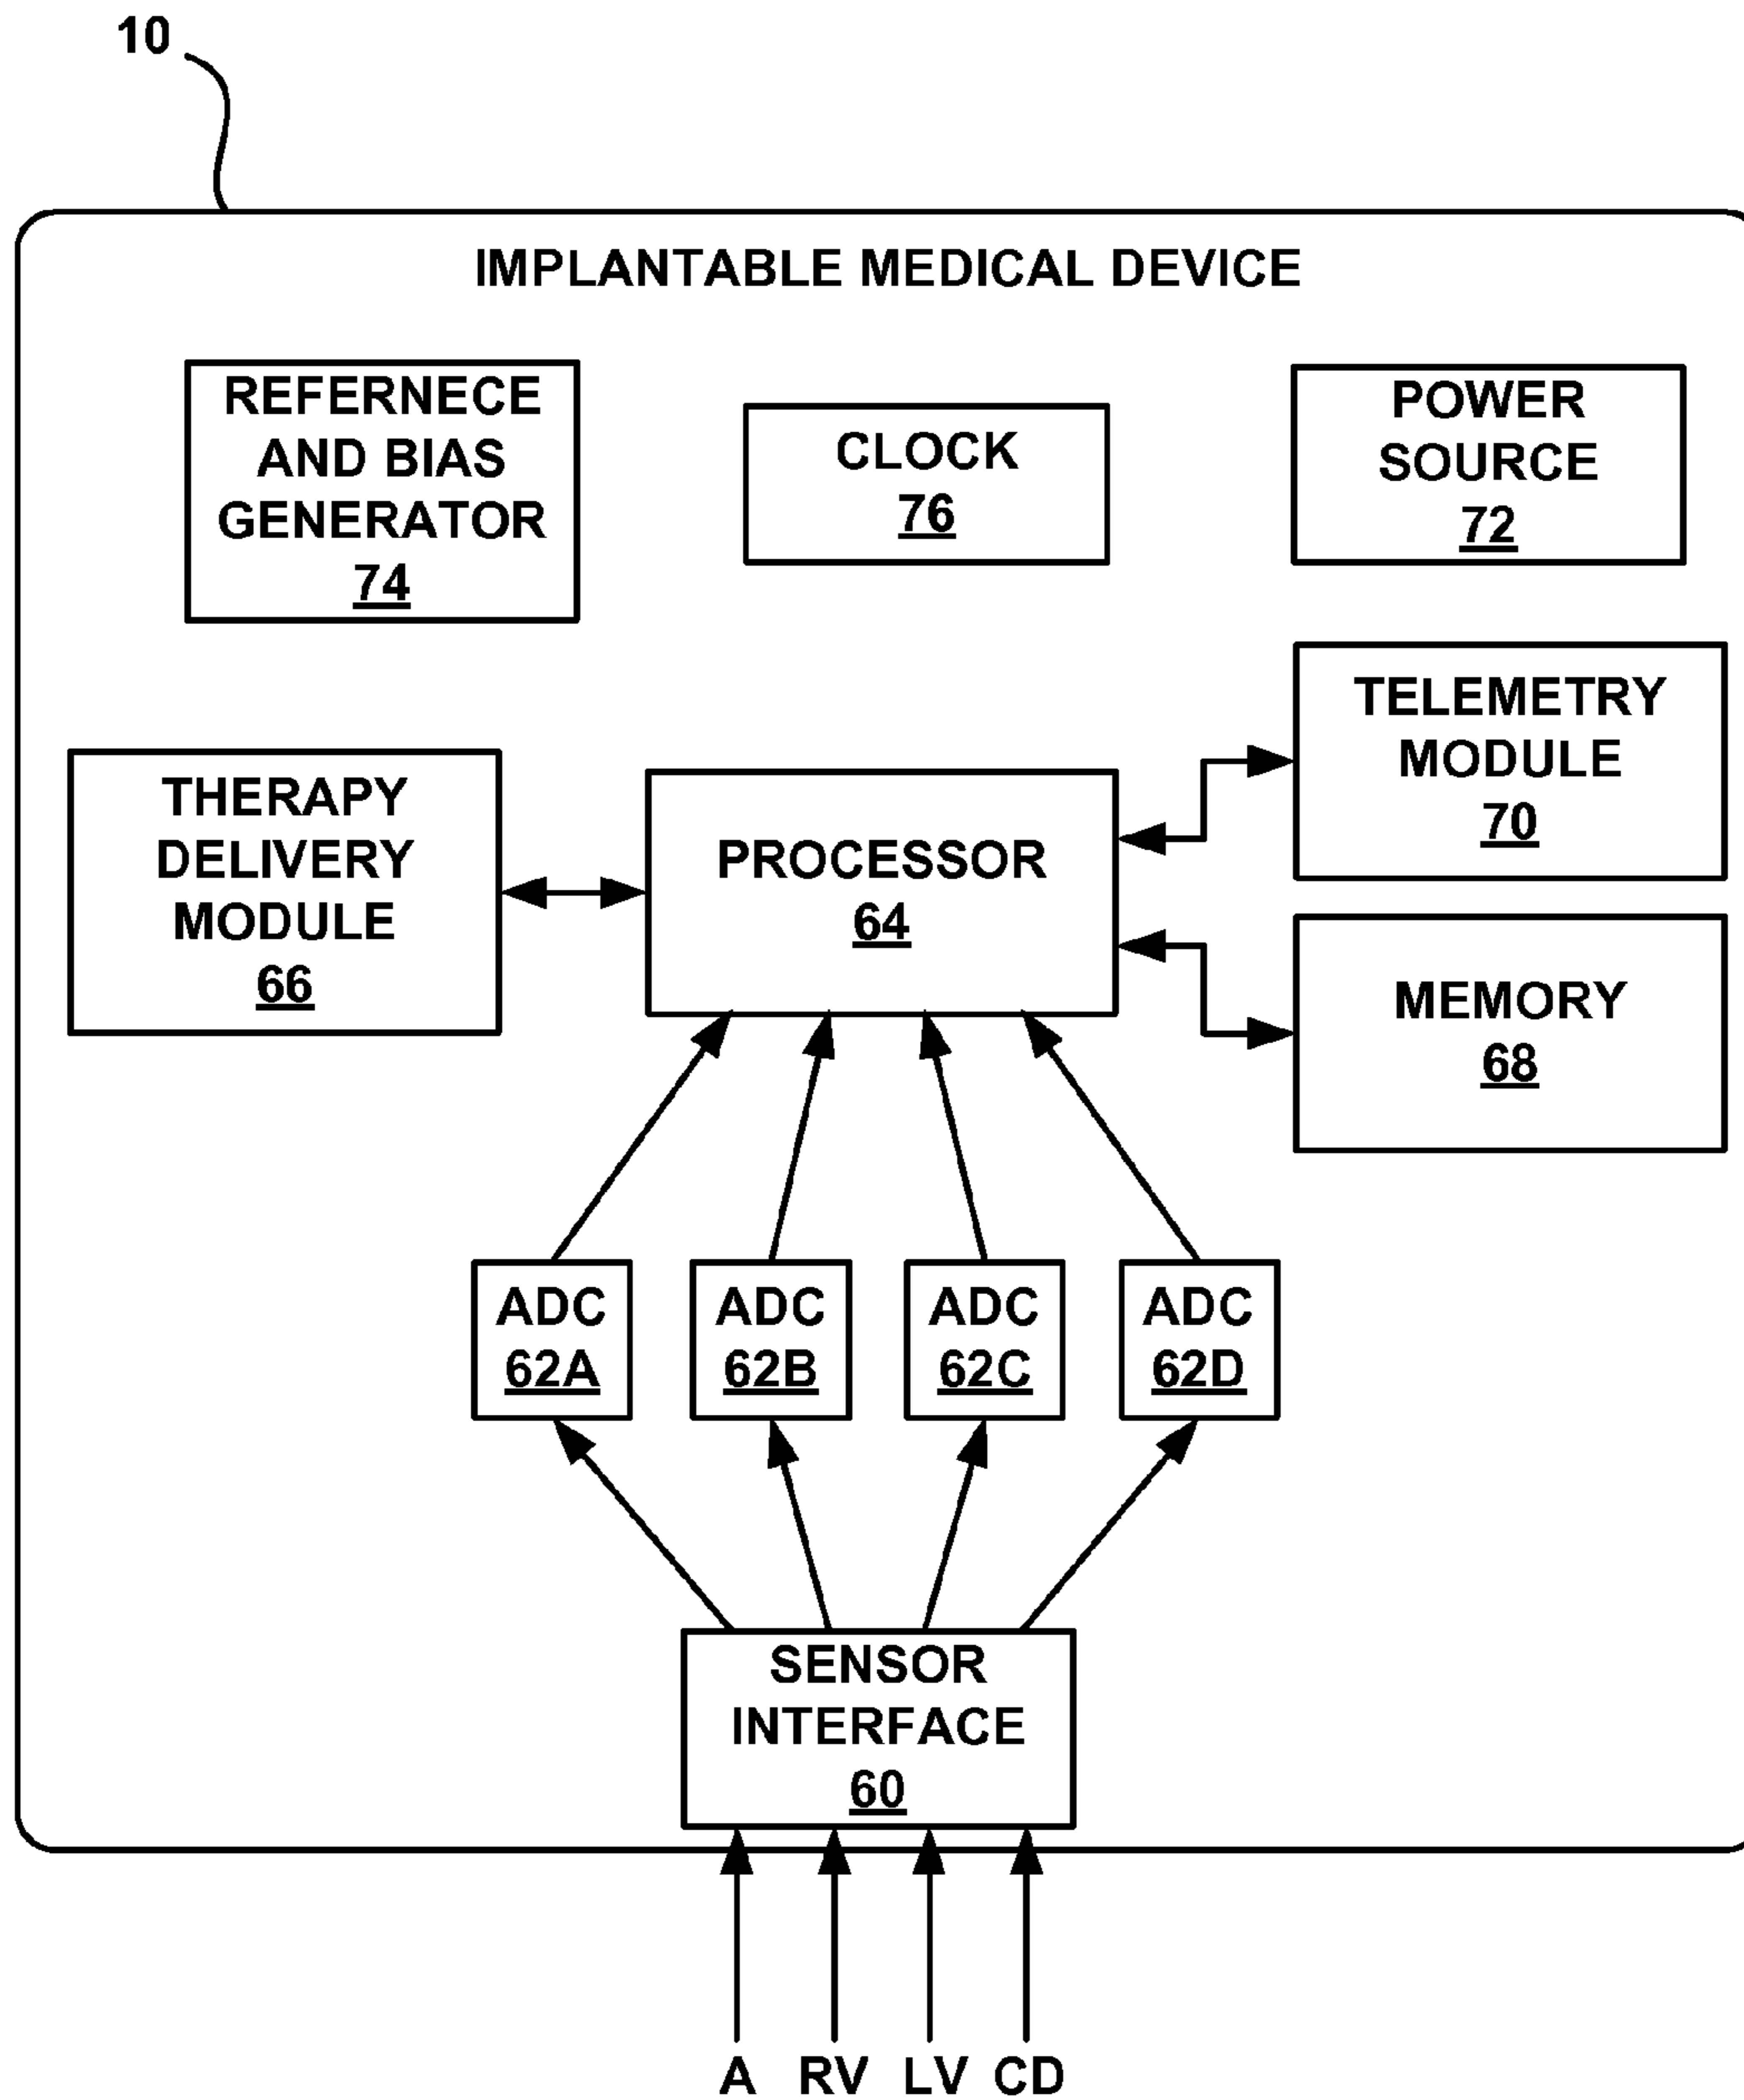 10
IMPLANTABLE MEDICAL DEVICE
REFERNECE
AND BIAS
GENERATOR
74
CLOCK
76
POWER
SOURCE
72
THERAPY
DELIVERY
MODULE
66
PROCESSOR
64
TELEMETRY
MODULE
70
MEMORY
68
ADC
62A
ADC
62B
ADC
62C
ADC
62D
SENSOR
INTERFACE
60
A RV LV CD